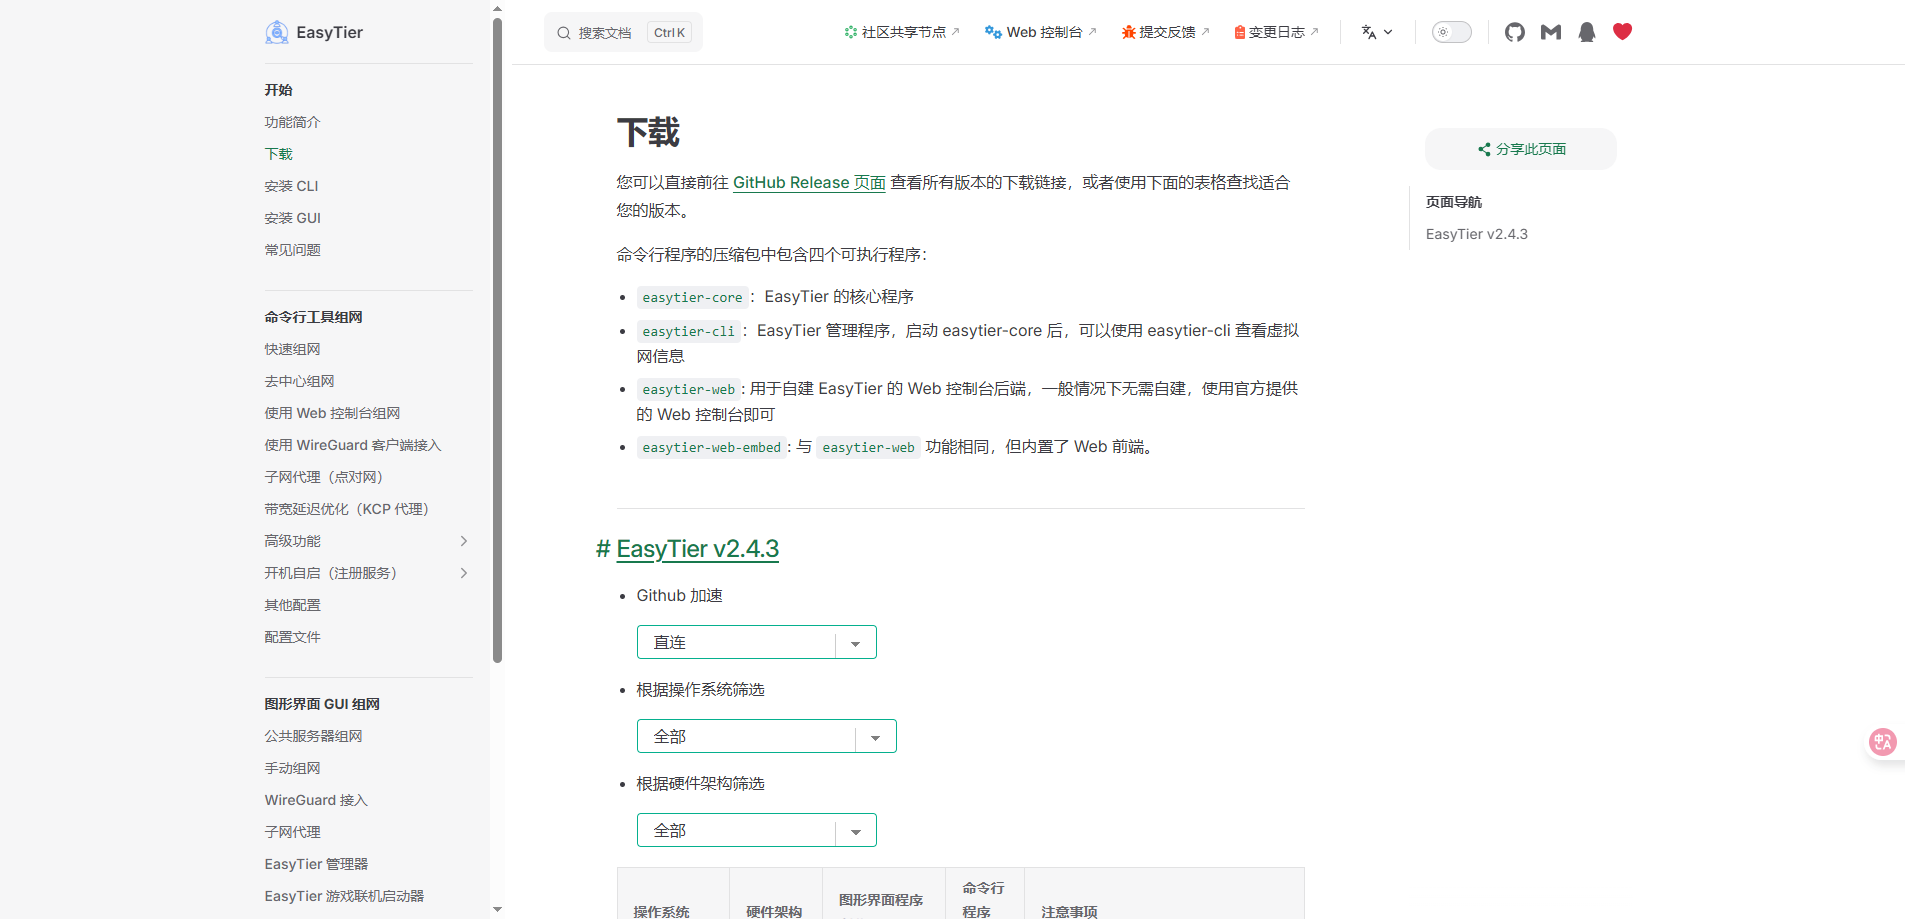 EasyTier
开始
功能简介
下载
安装 CLI
安装 GUI
常见问题
命令行工具组网
快速组网
去中心组网
使用 Web 控制台组网
使用 WireGuard 客户端接入
子网代理（点对网）
带宽延迟优化（KCP 代理）
高级功能
开机自启（注册服务）
其他配置
配置文件
图形界面 GUI 组网
公共服务器组网
手动组网
WireGuard 接入
子网代理
EasyTier 管理器
EasyTier 游戏联机启动器
搜索文档 Ctrl K
社区共享节点 Web 控制台 提交反馈 变更日志
下载
您可以直接前往 GitHub Release 页面 查看所有版本的下载链接，或者使用下面的表格查找适合
您的版本。
命令行程序的压缩包中包含四个可执行程序：
easytier-core：EasyTier 的核心程序
easytier-cli：EasyTier 管理程序，启动 easytier-core 后，可以使用 easytier-cli 查看虚拟
网信息
easytier-web: 用于自建 EasyTier 的 Web 控制台后端，一般情况下无需自建，使用官方提供
的 Web 控制台即可
easytier-web-embed: 与 easytier-web 功能相同，但内置了 Web 前端。
# EasyTier v2.4.3
Github 加速
直连
根据操作系统筛选
全部
根据硬件架构筛选
全部
操作系统 硬件架构 图形界面程序 命令行
程序 注意事项
分享此页面
页面导航
EasyTier v2.4.3